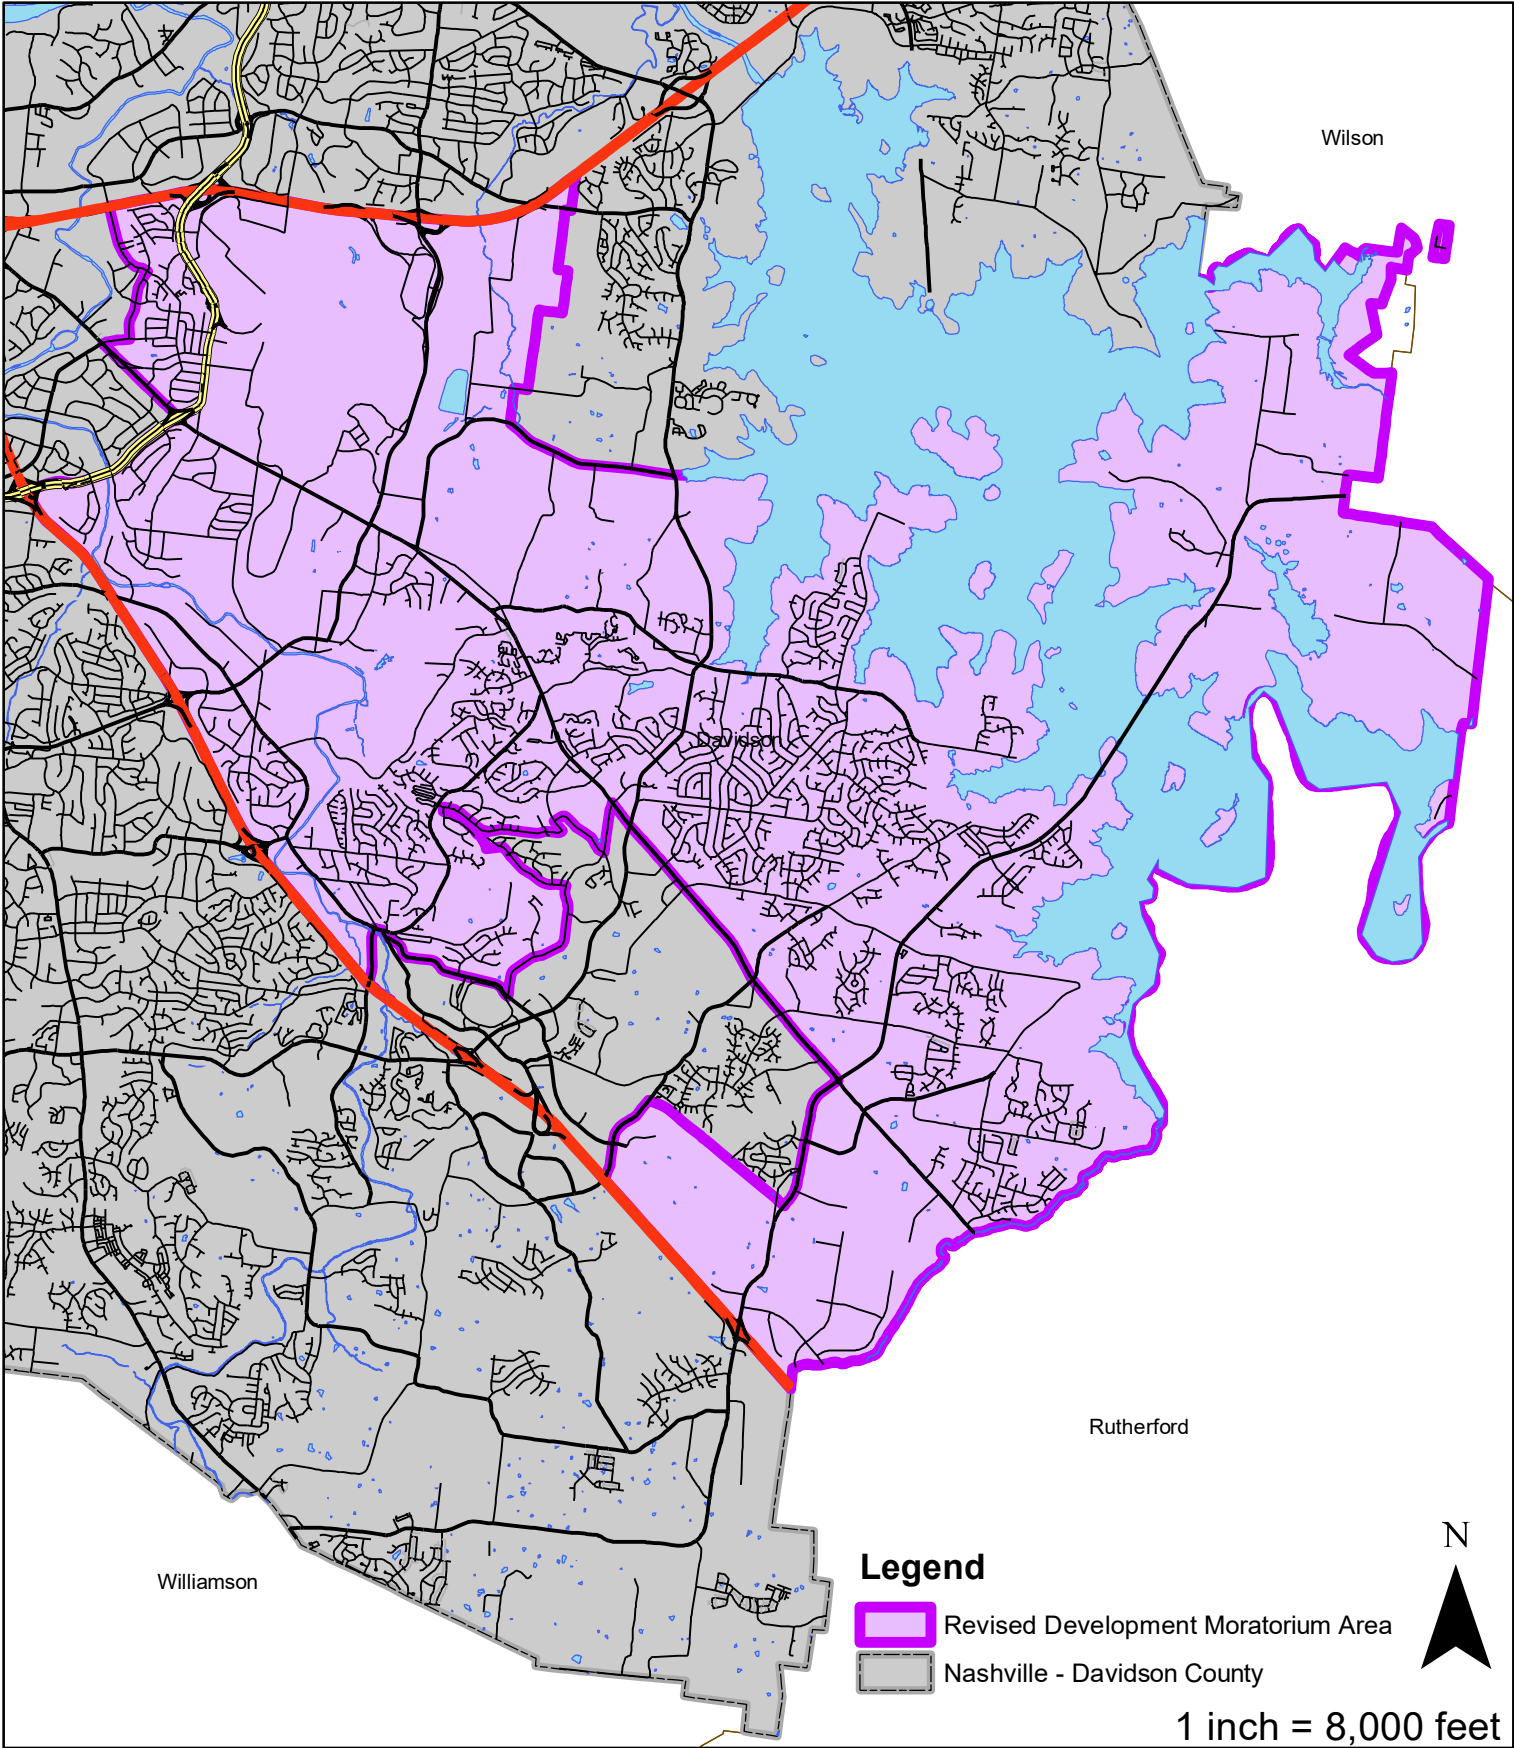 Wilson
Davidson
Rutherford
N
Williamson
Legend
Revised Development Moratorium Area
Nashville - Davidson County
1 inch = 8,000 feet